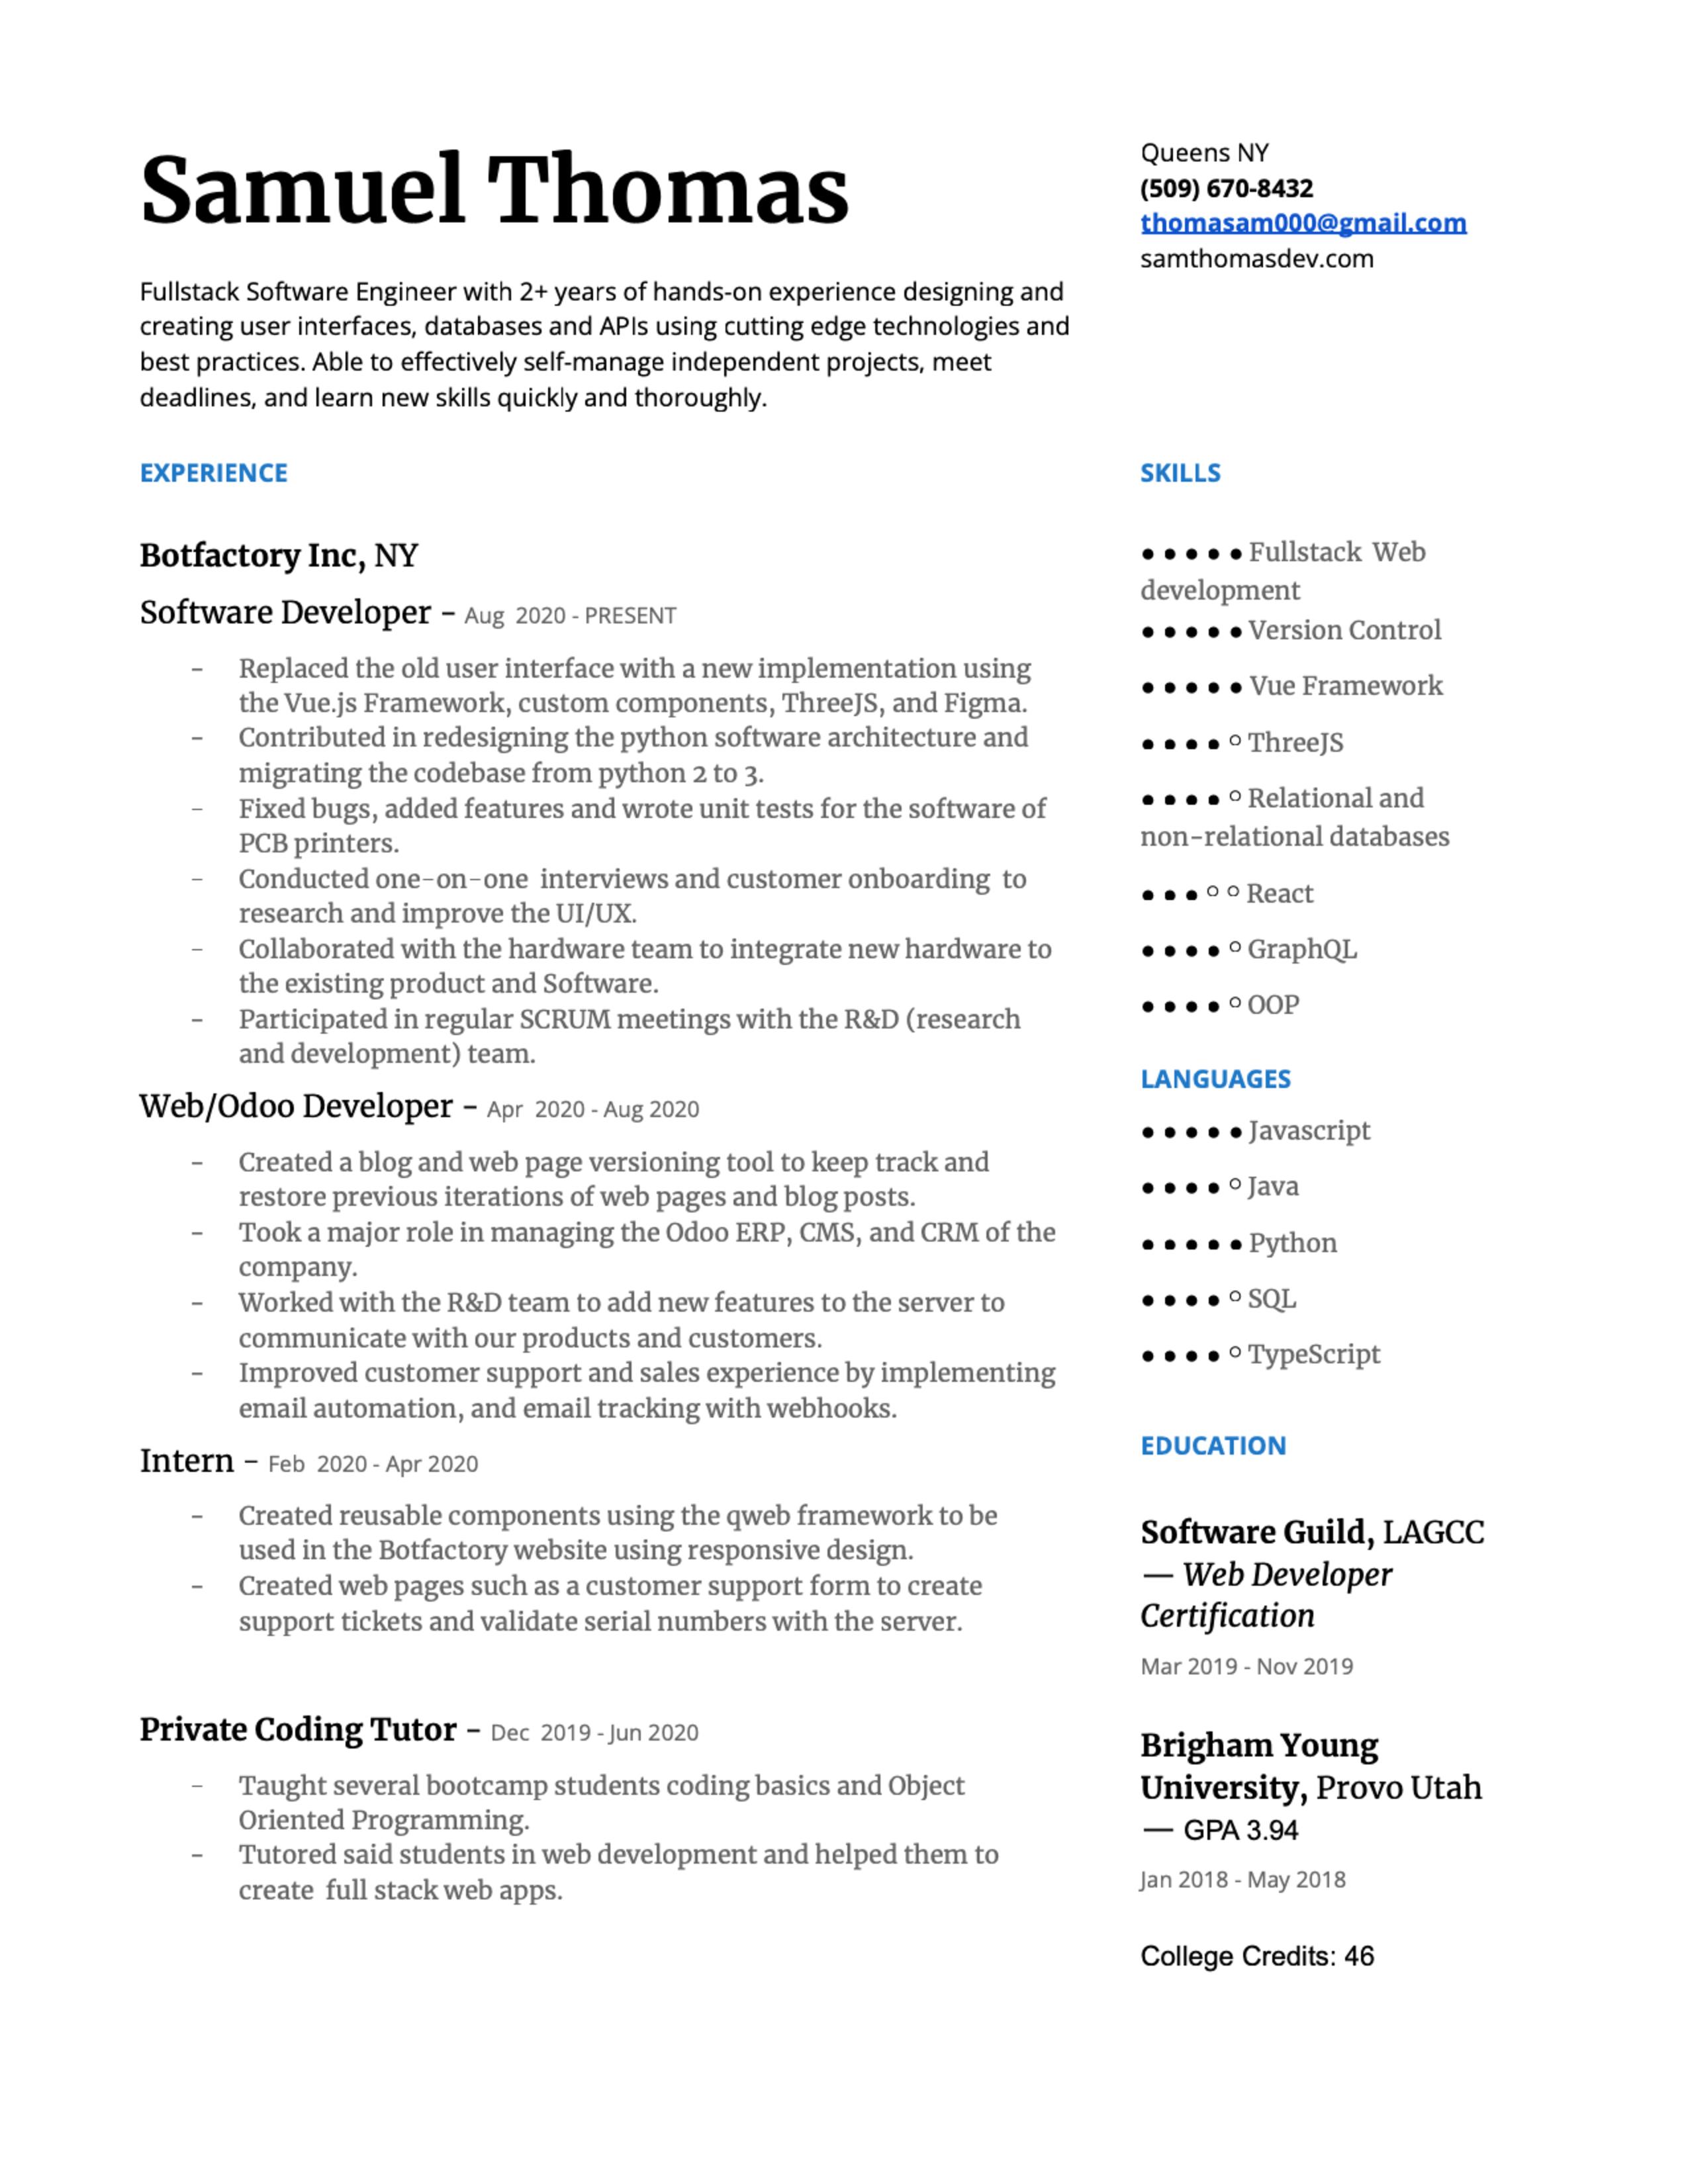 Samuel Thomas
Fullstack Software Engineer with 2+ years of hands-on experience designing and
creating user interfaces, databases and APIs using cutting edge technologies and
best practices. Able to effectively self-manage independent projects, meet
deadlines, and learn new skills quickly and thoroughly.
Queens NY
(509) 670-8432
thomasam000@gmail.com
samthomasdev.com
EXPERIENCE
Botfactory Inc, NY
Software Developer - Aug 2020 - PRESENT
- Replaced the old user interface with a new implementation using
the Vue.js Framework, custom components, ThreeJS, and Figma.
- Contributed in redesigning the python software architecture and
migrating the codebase from python 2 to 3.
- Fixed bugs, added features and wrote unit tests for the software of
PCB printers.
- Conducted one-on-one interviews and customer onboarding to
research and improve the UI/UX.
- Collaborated with the hardware team to integrate new hardware to
the existing product and Software.
- Participated in regular SCRUM meetings with the R&D (research
and development) team.
Web/Odoo Developer - Apr 2020 - Aug 2020
- Created a blog and web page versioning tool to keep track and
restore previous iterations of web pages and blog posts.
- Took a major role in managing the Odoo ERP, CMS, and CRM of the
company.
- Worked with the R&D team to add new features to the server to
communicate with our products and customers.
- Improved customer support and sales experience by implementing
email automation, and email tracking with webhooks.
Intern - Feb 2020 - Apr 2020
- Created reusable components using the qweb framework to be
used in the Botfactory website using responsive design.
- Created web pages such as a customer support form to create
support tickets and validate serial numbers with the server.
Private Coding Tutor - Dec 2019 - Jun 2020
- Taught several bootcamp students coding basics and Object
Oriented Programming.
- Tutored said students in web development and helped them to
create full stack web apps.
SKILLS
● ● ● ● ● Fullstack Web
development
● ● ● ● ● Version Control
● ● ● ● ● Vue Framework
● ● ● ● ○ ThreeJS
● ● ● ● ○ Relational and
non-relational databases
● ● ● ○ ○ React
● ● ● ● ○ GraphQL
● ● ● ● ○ OOP
LANGUAGES
● ● ● ● ● Javascript
● ● ● ● ○ Java
● ● ● ● ● Python
● ● ● ● ○ SQL
● ● ● ● ○ TypeScript
EDUCATION
Software Guild, LAGCC
— Web Developer
Certification
Mar 2019 - Nov 2019
Brigham Young
University, Provo Utah
— GPA 3.94
Jan 2018 - May 2018
College Credits: 46